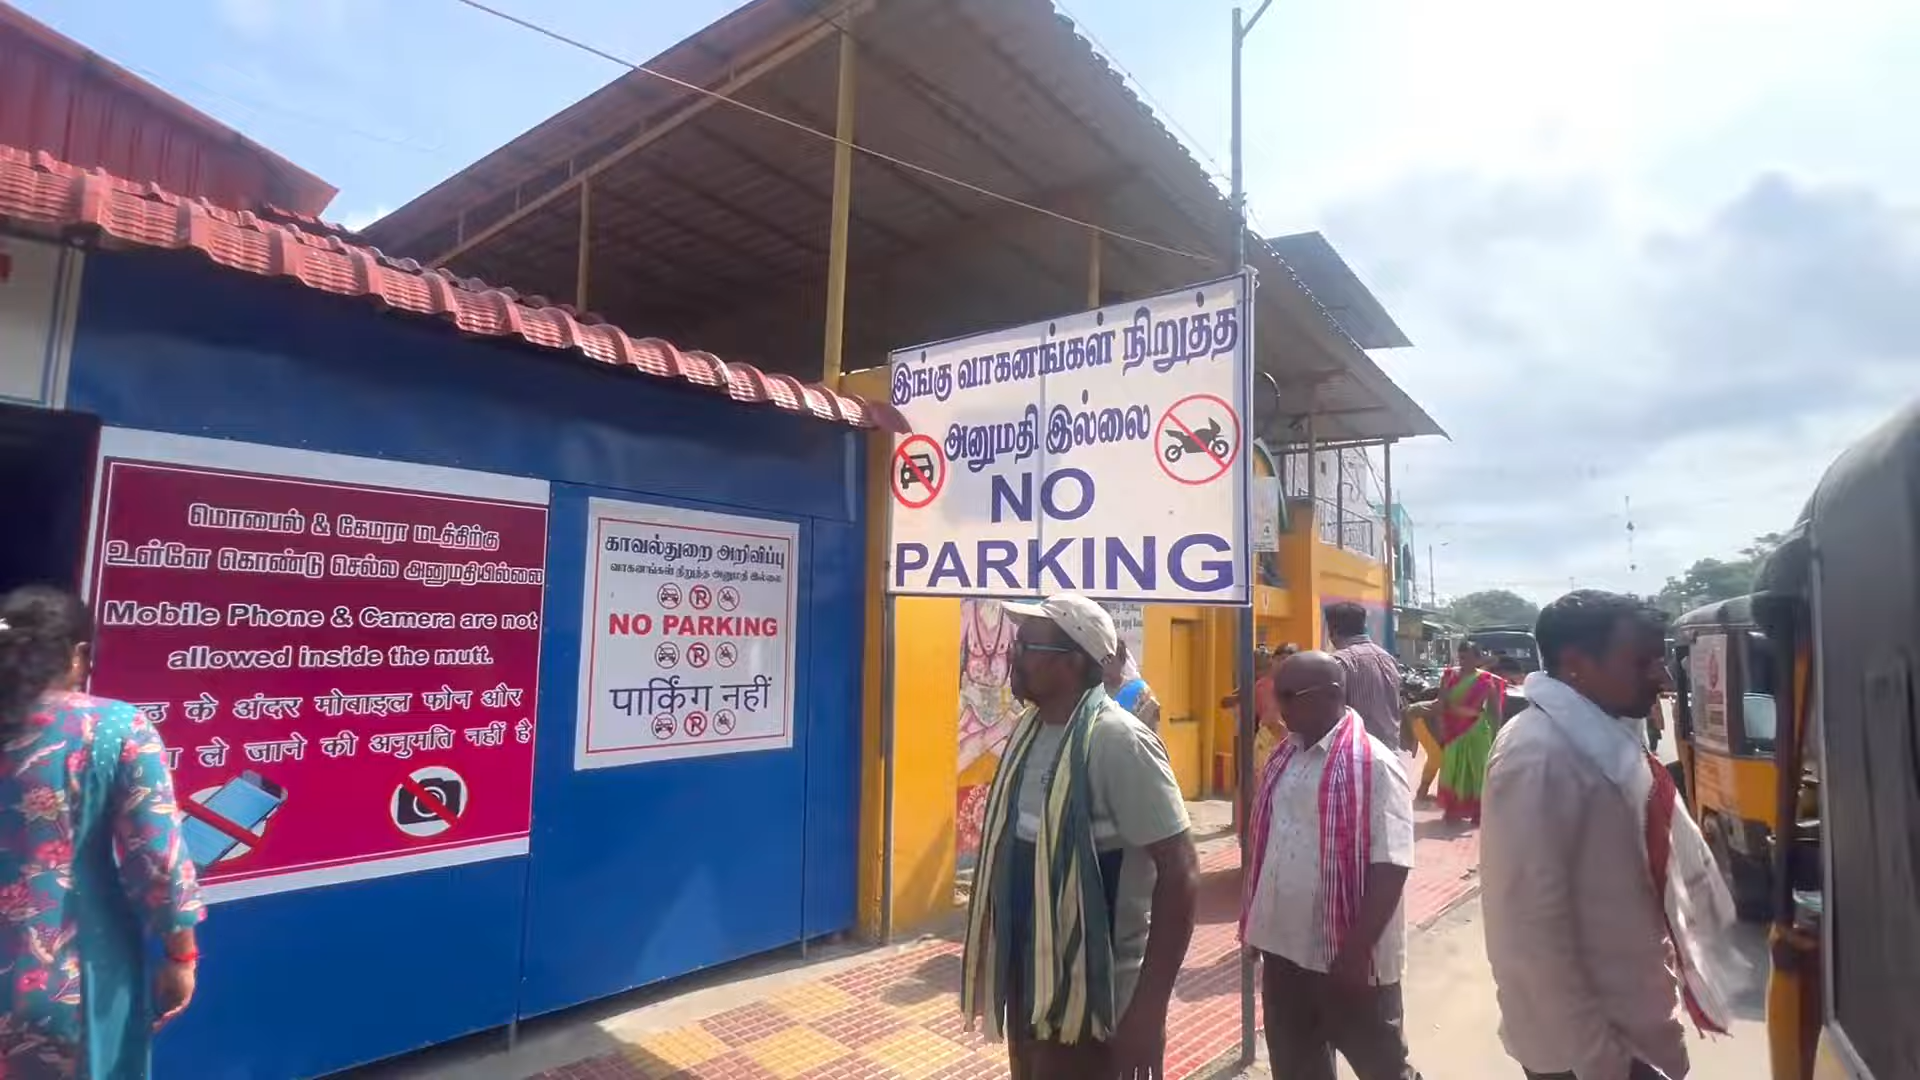 மொபைல் & கேமரா மடத்திற்கு
உள்ளே கொண்டு செல்ல அனுமதியில்லை
Mobile Phone & Camera are not
allowed inside the mutt.
के अंदर मोबाइल फोन और
ले जाने की अनुमति नहीं है
காவல்துறை அறிவிப்பு
வாகனங்கள் நிறுத்த அனுமதி இல்லை
NO PARKING
पार्किंग नहीं
இங்கு வாகனங்கள் நிறுத்த
அனுமதி இல்லை
NO
PARKING